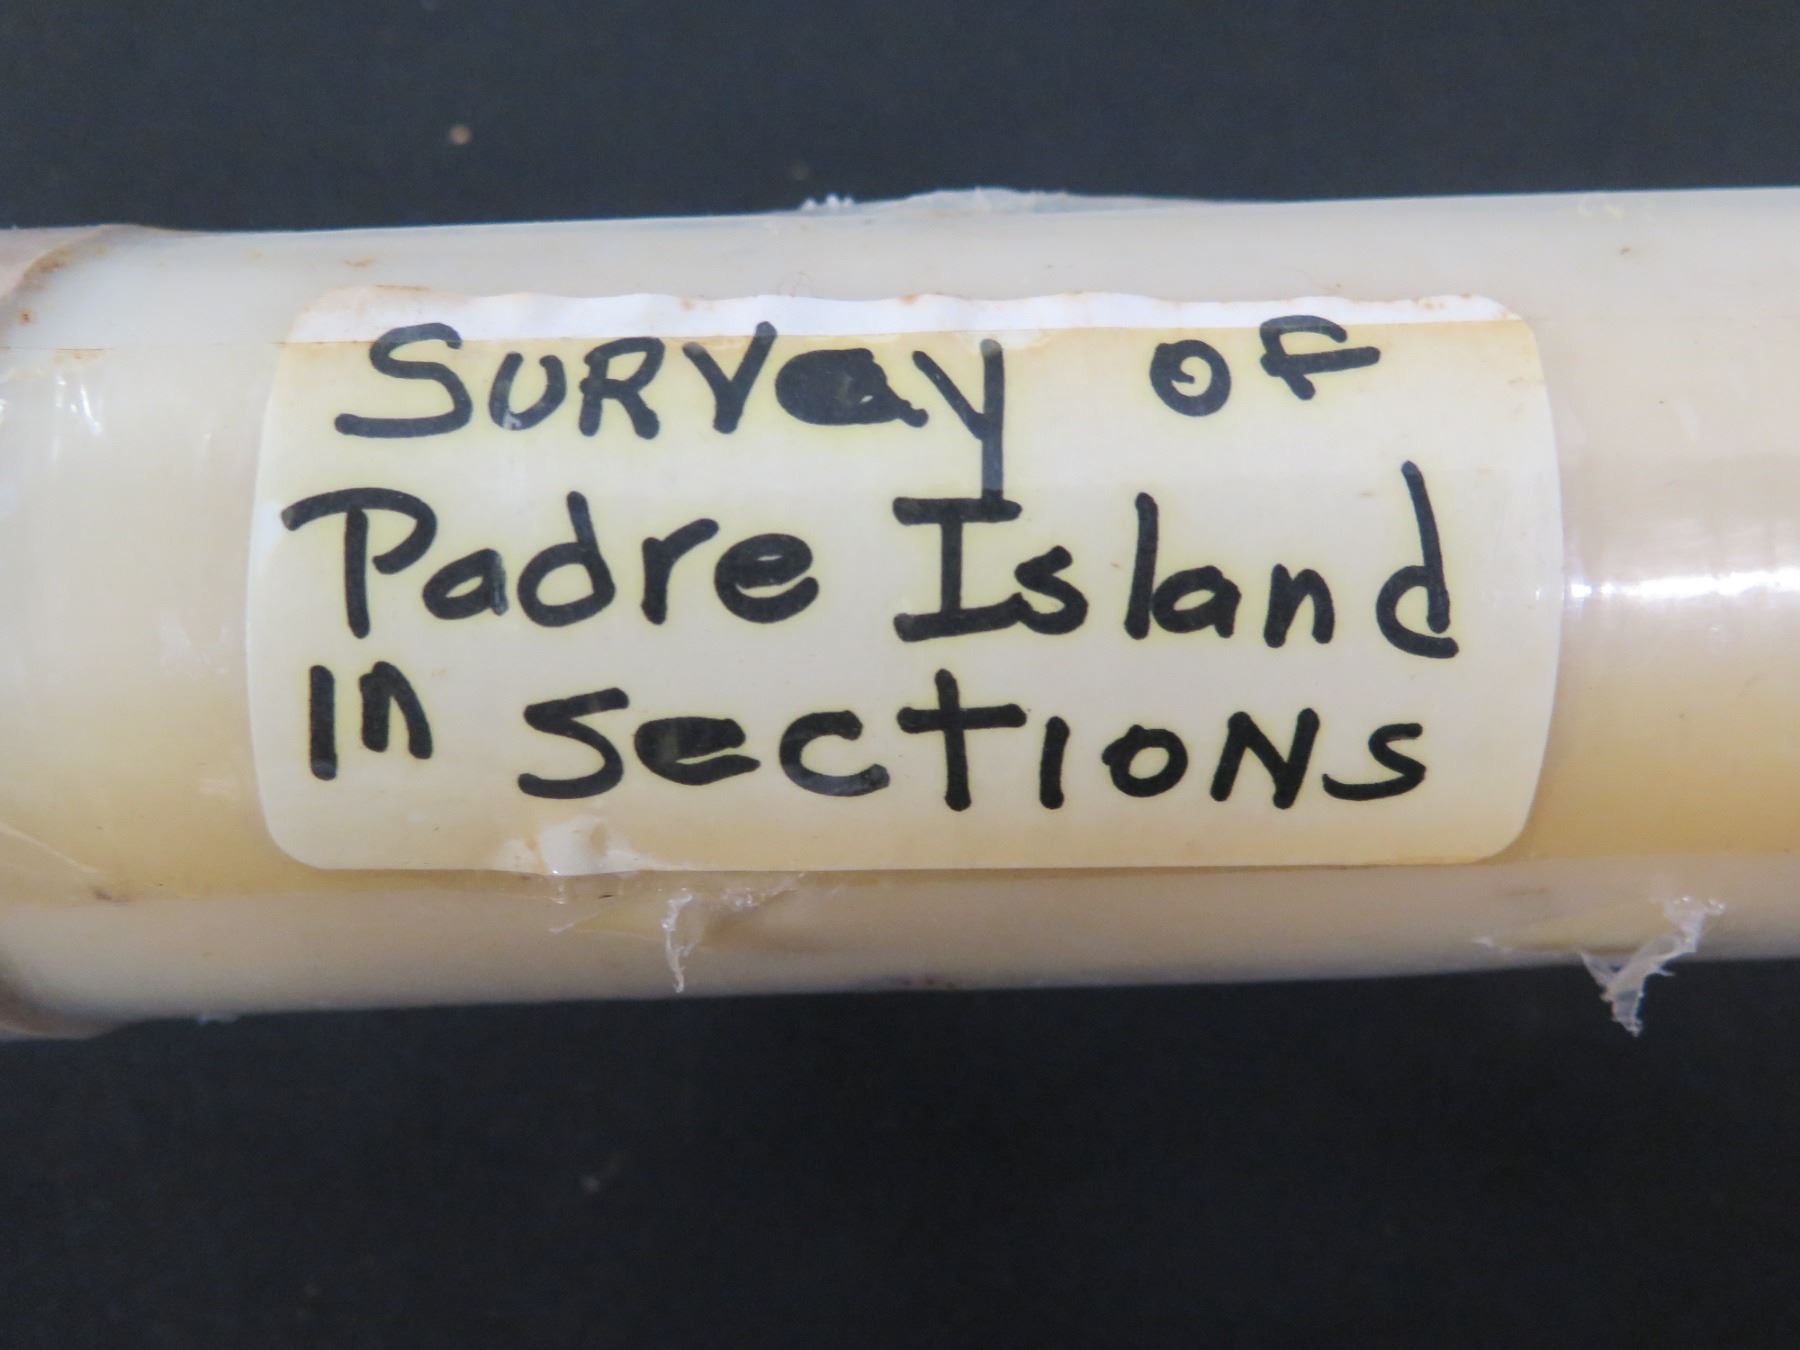 SURVay OF
Padre Island
In SecTIONS